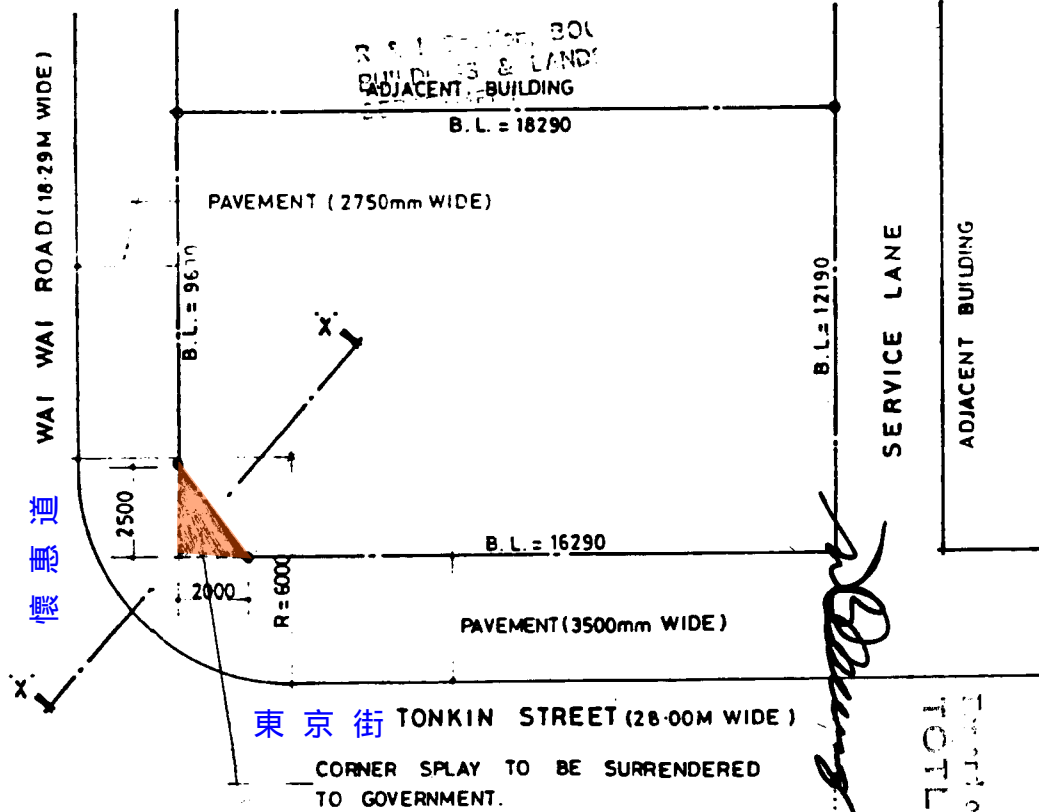 BUILDINGS & LANDS
ADJACENT BUILDING
B.L. = 18290
WAI WAI ROAD (18·29M WIDE)
PAVEMENT (2750mm WIDE)
'X'
B.L. = 12190
SERVICE LANE
ADJACENT BUILDING
懷惠道
2500
B.L. = 16290
2000
R = 6000
PAVEMENT (3500mm WIDE)
'X'
東京街 TONKIN STREET (28·00M WIDE)
CORNER SPLAY TO BE SURRENDERED
TO GOVERNMENT.